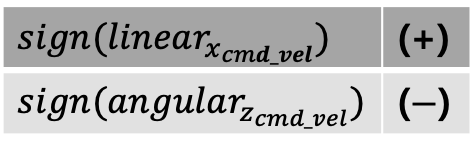 sign(linear_{x_{cmd_vel}}) (+)
sign(angular_{z_{cmd_vel}}) (−)